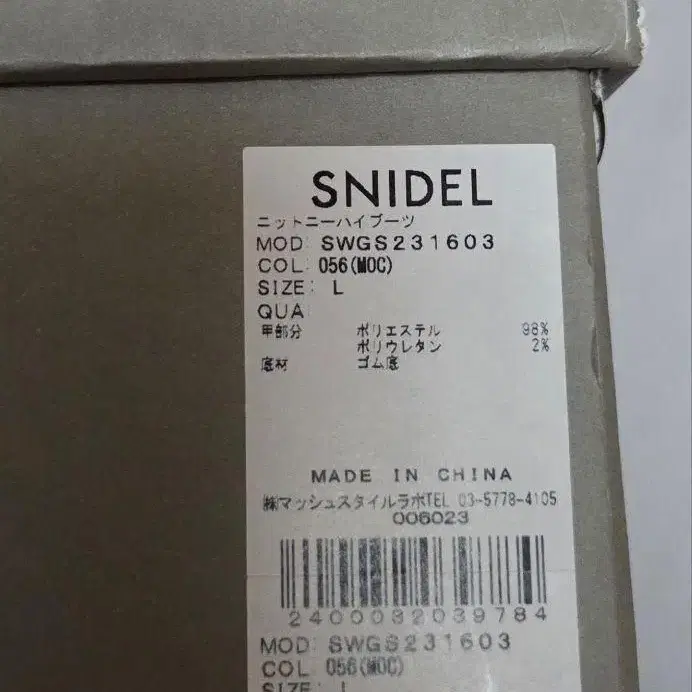 SNIDEL
ニットニーハイブーツ
MOD: SWGS231603
COL: 056(MOC)
SIZE: L
QUA
甲部分 ポリエステル 98%
ポリウレタン 2%
底材 ゴム底
MADE IN CHINA
㈱マッシュスタイルラボTEL 03-5778-4105
006023
2400082039784
MOD: SWGS231603
COL: 056(MOC)
SIZE: L